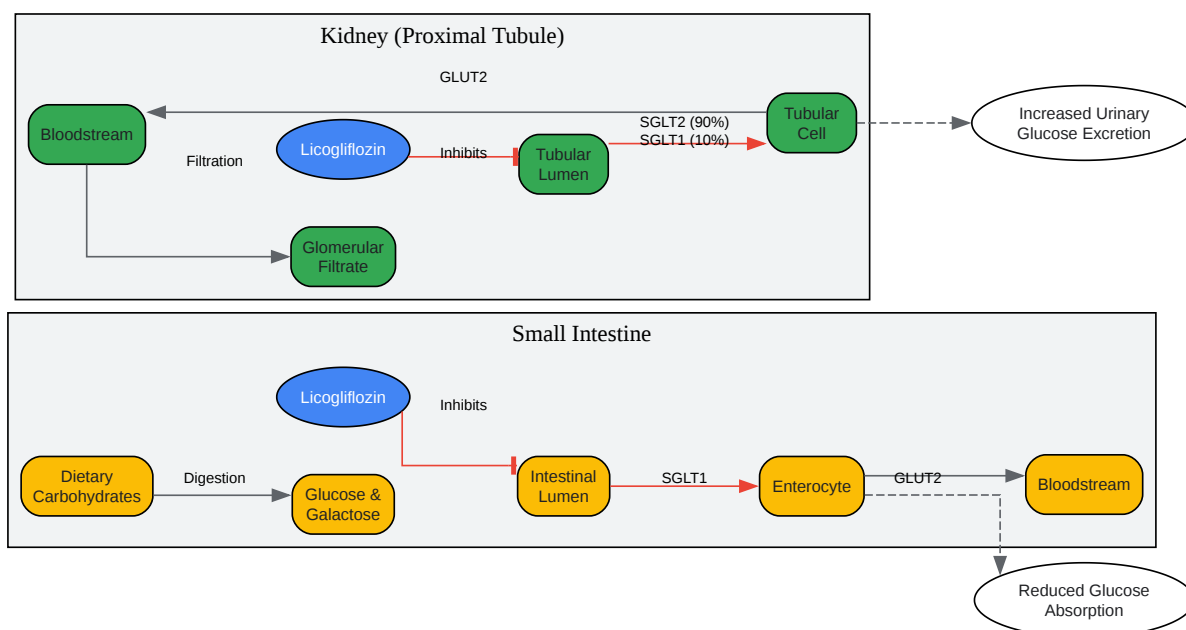 Kidney (Proximal Tubule)
GLUT2
Bloodstream
Filtration
Licogliflozin
Inhibits
Tubular
Lumen
SGLT2 (90%)
SGLT1 (10%)
Tubular
Cell
Increased Urinary
Glucose Excretion
Glomerular
Filtrate
Small Intestine
Licogliflozin
Inhibits
Dietary
Carbohydrates
Digestion
Glucose &
Galactose
Intestinal
Lumen
SGLT1
Enterocyte
GLUT2
Bloodstream
Reduced Glucose
Absorption